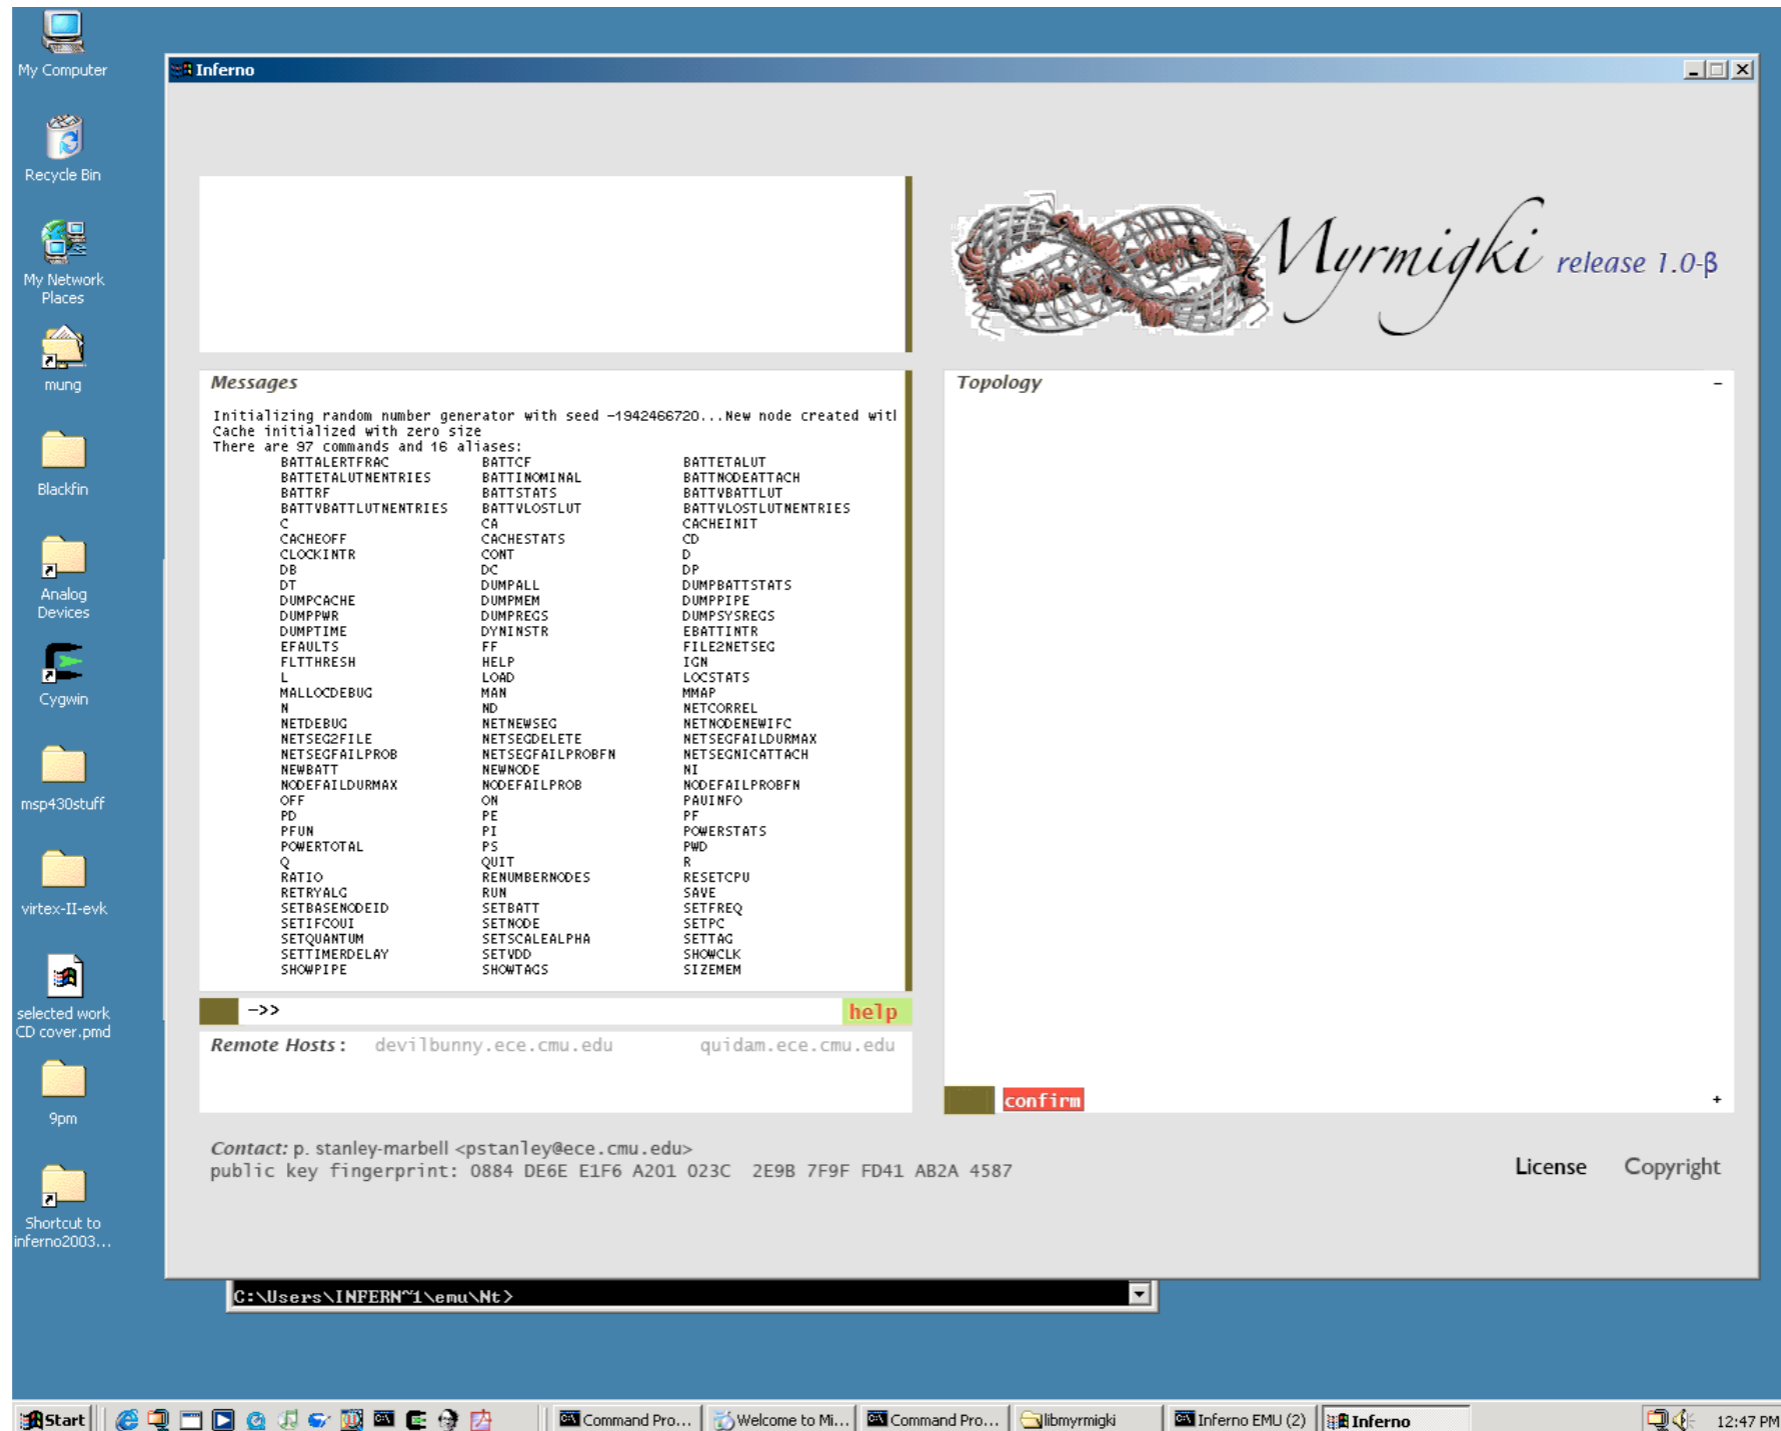 My Computer
Recycle Bin
My Network
Places
mung
Blackfin
Analog
Devices
Cygwin
msp430stuff
virtex-II-evk
selected work
CD cover.pmd
9pm
Shortcut to
inferno2003...
Inferno
Myrmigki release 1.0-β
Messages
Initializing random number generator with seed -1942466720...New node created witl
Cache initialized with zero size
There are 97 commands and 16 aliases:
BATTALERTFRAC BATTCF BATTETALUT
BATTETALUTNENTRIES BATTINOMINAL BATTNODEATTACH
BATTRF BATTSTATS BATTVBATTLUT
BATTVBATTLUTNENTRIES BATTVLOSTLUT BATTVLOSTLUTNENTRIES
C CA CACHEINIT
CACHEOFF CACHESTATS CD
CLOCKINTR CONT D
DB DC DP
DT DUMPALL DUMPBATTSTATS
DUMPCACHE DUMPMEM DUMPPIPE
DUMPPWR DUMPREGS DUMPSYSREGS
DUMPTIME DYNINSTR EBATTINTR
EFAULTS FF FILE2NETSEG
FLTTHRESH HELP IGN
L LOAD LOCSTATS
MALLOCDEBUG MAN MMAP
N ND NETCORREL
NETDEBUG NETNEWSEG NETNODENEWIFC
NETSEG2FILE NETSEGDELETE NETSEGFAILDURMAX
NETSEGFAILPROB NETSEGFAILPROBFN NETSEGNICATTACH
NEWBATT NEWNODE NI
NODEFAILDURMAX NODEFAILPROB NODEFAILPROBFN
OFF ON PAUINFO
PD PE PF
PFUN PI POWERSTATS
POWERTOTAL PS PWD
Q QUIT R
RATIO RENUMBERNODES RESETCPU
RETRYALG RUN SAVE
SETBASENODEID SETBATT SETFREQ
SETIFCOUI SETNODE SETPC
SETQUANTUM SETSCALEALPHA SETTAG
SETTIMERDELAY SETVDD SHOWCLK
SHOWPIPE SHOWTAGS SIZEMEM
->> help
Remote Hosts: devilbunny.ece.cmu.edu quidam.ece.cmu.edu
Topology -
confirm +
Contact: p. stanley-marbell <pstanley@ece.cmu.edu>
public key fingerprint: 0884 DE6E E1F6 A201 023C 2E9B 7F9F FD41 AB2A 4587
License Copyright
C:\Users\INFERN~1\emu\Nt>
Start Command Pro... Welcome to Mi... Command Pro... libmyrmigki Inferno EMU (2) Inferno 12:47 PM